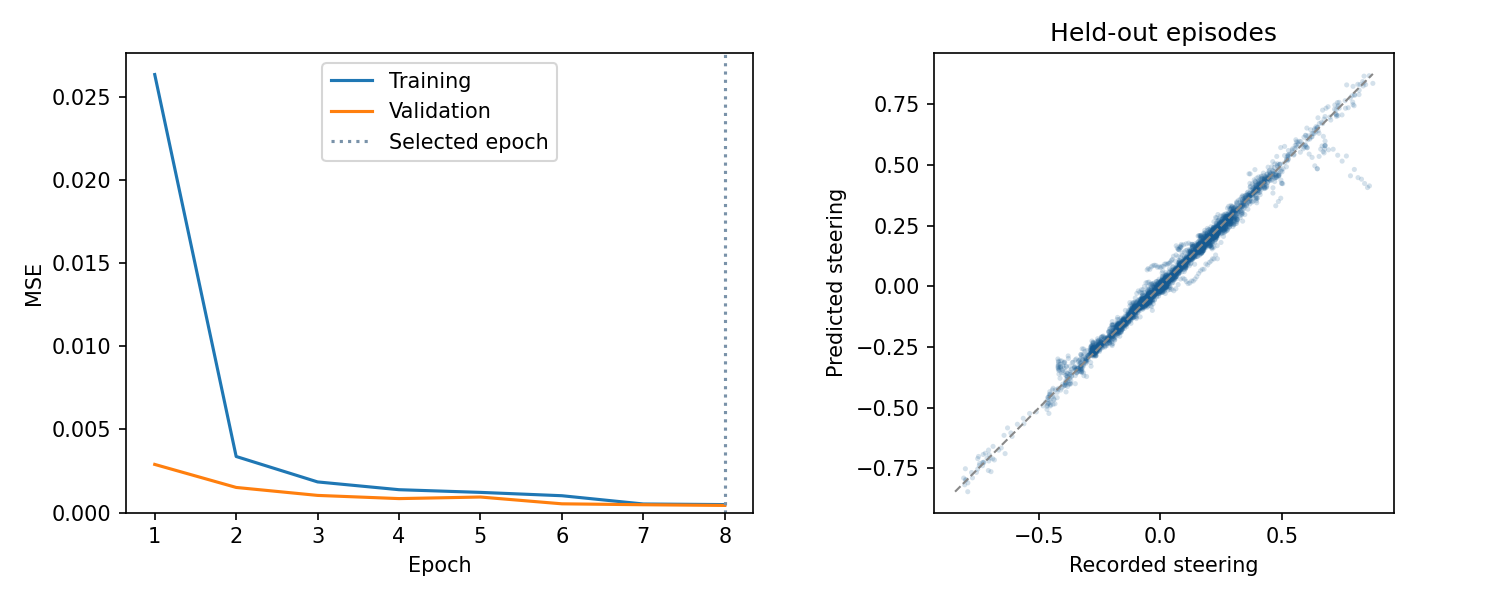 Held-out episodes
Training
Validation
Selected epoch
MSE
0.025
0.020
0.015
0.010
0.005
0.000
1 2 3 4 5 6 7 8
Epoch
Predicted steering
0.75
0.50
0.25
0.00
−0.25
−0.50
−0.75
−0.5 0.0 0.5
Recorded steering